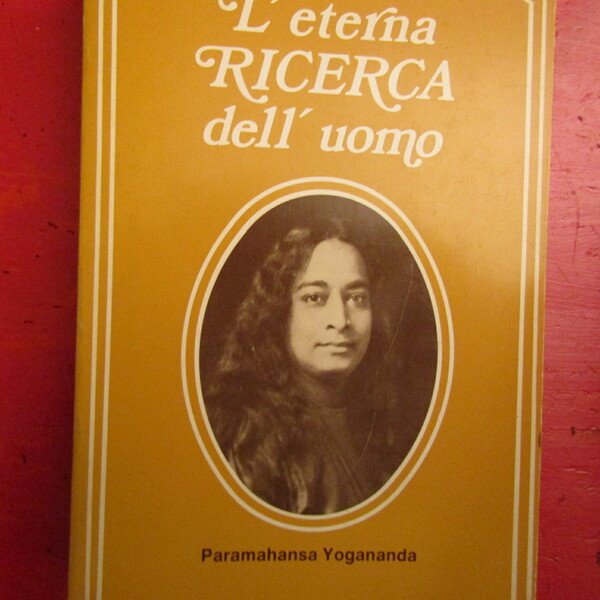 L'eterna
RICERCA
dell'uomo
Paramahansa Yogananda